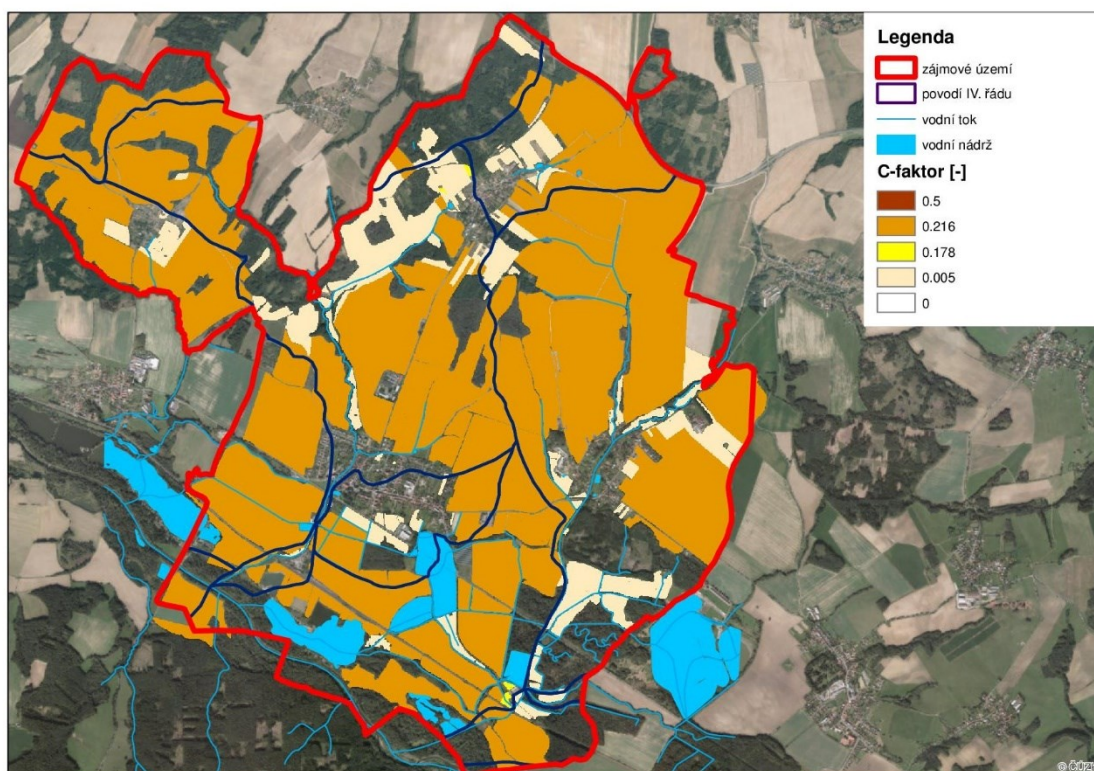 Legenda
zájmové území
povodí IV. řádu
vodní tok
vodní nádrž
C-faktor [-]
0.5
0.216
0.178
0.005
0